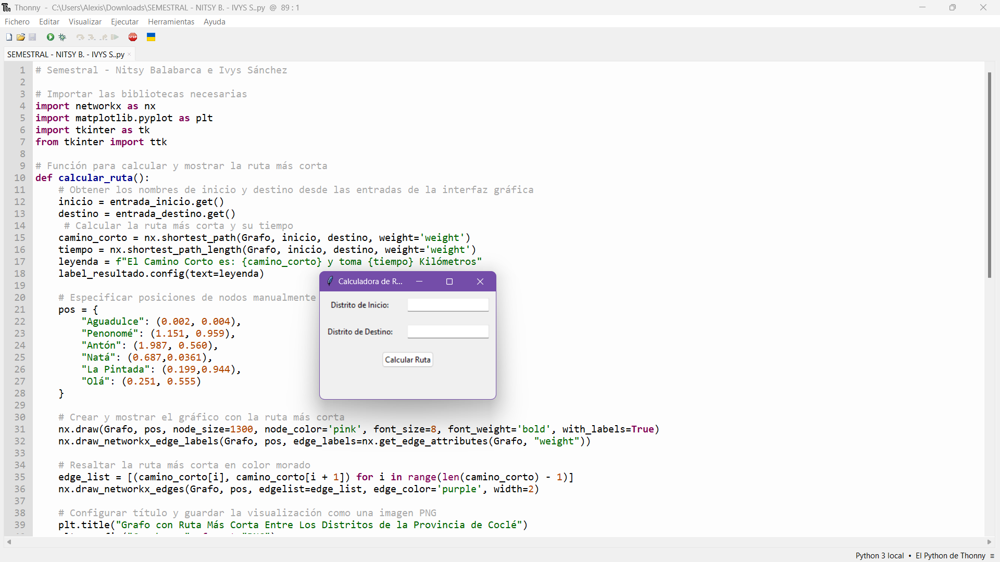 Thonny - C:\Users\Alexis\Downloads\SEMESTRAL - NITSY B. - IVYS S..py @ 89 : 1
Fichero Editar Visualizar Ejecutar Herramientas Ayuda
STOP
SEMESTRAL - NITSY B. - IVYS S..py
1 # Semestral - Nitsy Balabarca e Ivys Sánchez
2
3 # Importar las bibliotecas necesarias
4 import networkx as nx
5 import matplotlib.pyplot as plt
6 import tkinter as tk
7 from tkinter import ttk
8
9 # Función para calcular y mostrar la ruta más corta
10 def calcular_ruta():
11     # Obtener los nombres de inicio y destino desde las entradas de la interfaz gráfica
12     inicio = entrada_inicio.get()
13     destino = entrada_destino.get()
14      # Calcular la ruta más corta y su tiempo
15     camino_corto = nx.shortest_path(Grafo, inicio, destino, weight='weight')
16     tiempo = nx.shortest_path_length(Grafo, inicio, destino, weight='weight')
17     leyenda = f"El Camino Corto es: {camino_corto} y toma {tiempo} Kilómetros"
18     label_resultado.config(text=leyenda)
19
20     # Especificar posiciones de nodos manualmente
21     pos = {
22         "Aguadulce": (0.002, 0.004),
23         "Penonomé": (1.151, 0.959),
24         "Antón": (1.987, 0.560),
25         "Natá": (0.687,0.0361),
26         "La Pintada": (0.199,0.944),
27         "Olá": (0.251, 0.555)
28     }
29
30     # Crear y mostrar el gráfico con la ruta más corta
31     nx.draw(Grafo, pos, node_size=1300, node_color='pink', font_size=8, font_weight='bold', with_labels=True)
32     nx.draw_networkx_edge_labels(Grafo, pos, edge_labels=nx.get_edge_attributes(Grafo, "weight"))
33
34     # Resaltar la ruta más corta en color morado
35     edge_list = [(camino_corto[i], camino_corto[i + 1]) for i in range(len(camino_corto) - 1)]
36     nx.draw_networkx_edges(Grafo, pos, edgelist=edge_list, edge_color='purple', width=2)
37
38     # Configurar título y guardar la visualización como una imagen PNG
39     plt.title("Grafo con Ruta Más Corta Entre Los Distritos de la Provincia de Coclé")
Calculadora de R...
Distrito de Inicio:
Distrito de Destino:
Calcular Ruta
Python 3 local • El Python de Thonny ≡